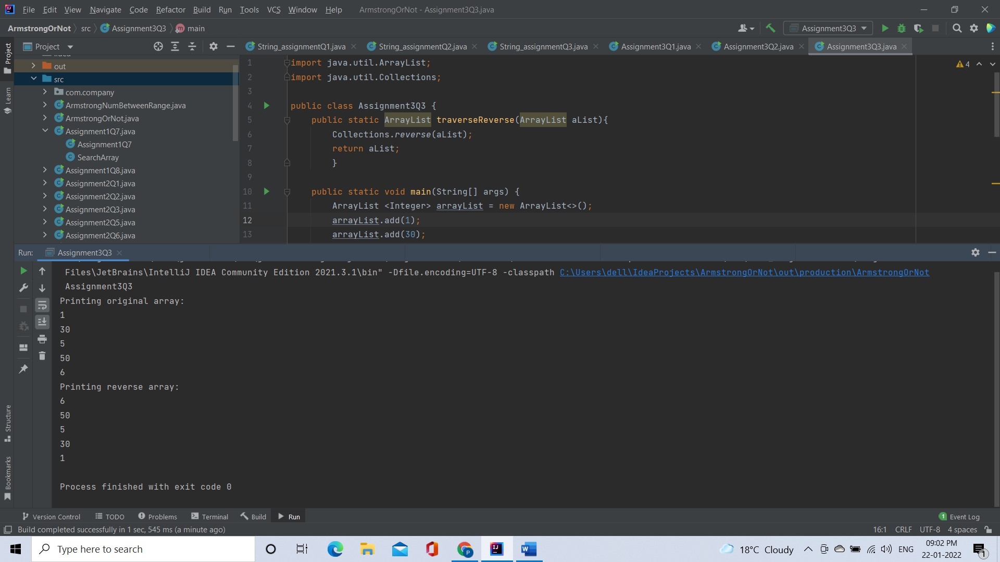 File Edit View Navigate Code Refactor Build Run Tools VCS Window Help ArmstrongOrNot - Assignment3Q3.java
ArmstrongOrNot src Assignment3Q3 main Assignment3Q3
Project String_assignmentQ1.java String_assignmentQ2.java String_assignmentQ3.java Assignment3Q1.java Assignment3Q2.java Assignment3Q3.java
Project
Learn
Structure
Bookmarks
out
src
com.company
ArmstrongNumBetweenRange.java
ArmstrongOrNot.java
Assignment1Q7.java
Assignment1Q7
SearchArray
Assignment1Q8.java
Assignment2Q1.java
Assignment2Q2.java
Assignment2Q3.java
Assignment2Q5.java
Assignment2Q6.java
4
1 import java.util.ArrayList;
2 import java.util.Collections;
3
4 public class Assignment3Q3 {
5 public static ArrayList traverseReverse(ArrayList aList){
6 Collections.reverse(aList);
7 return aList;
8 }
9
10 public static void main(String[] args) {
11 ArrayList <Integer> arrayList = new ArrayList<>();
12 arrayList.add(1);
13 arrayList.add(30);
Run: Assignment3Q3
Files\JetBrains\IntelliJ IDEA Community Edition 2021.3.1\bin" -Dfile.encoding=UTF-8 -classpath C:\Users\dell\IdeaProjects\ArmstrongOrNot\out\production\ArmstrongOrNot
Assignment3Q3
Printing original array:
1
30
5
50
6
Printing reverse array:
6
50
5
30
1
Process finished with exit code 0
Version Control TODO Problems Terminal Build Run 1 Event Log
Build completed successfully in 1 sec, 545 ms (a minute ago) 16:1 CRLF UTF-8 4 spaces
Type here to search 18°C Cloudy ENG 09:02 PM
22-01-2022 1